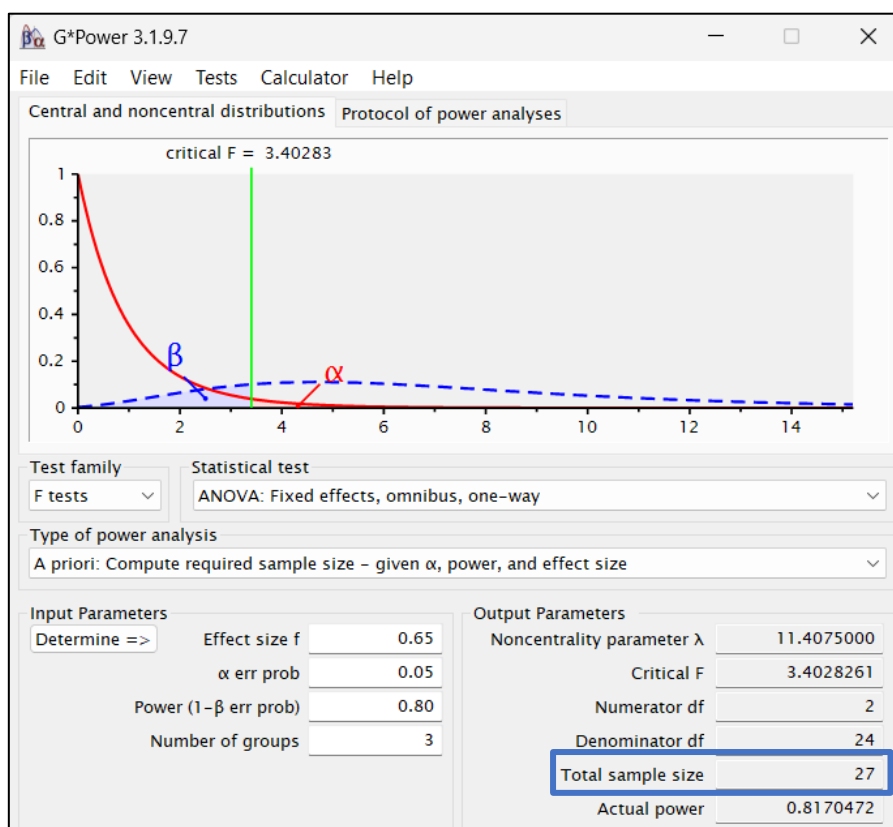 G*Power 3.1.9.7
File Edit View Tests Calculator Help
Central and noncentral distributions Protocol of power analyses
critical F = 3.40283
1
0.8
0.6
0.4
0.2
0
β
α
0 2 4 6 8 10 12 14
Test family Statistical test
F tests ANOVA: Fixed effects, omnibus, one-way
Type of power analysis
A priori: Compute required sample size - given α, power, and effect size
Input Parameters Output Parameters
Determine => Effect size f 0.65 Noncentrality parameter λ 11.4075000
α err prob 0.05 Critical F 3.4028261
Power (1-β err prob) 0.80 Numerator df 2
Number of groups 3 Denominator df 24
Total sample size 27
Actual power 0.8170472